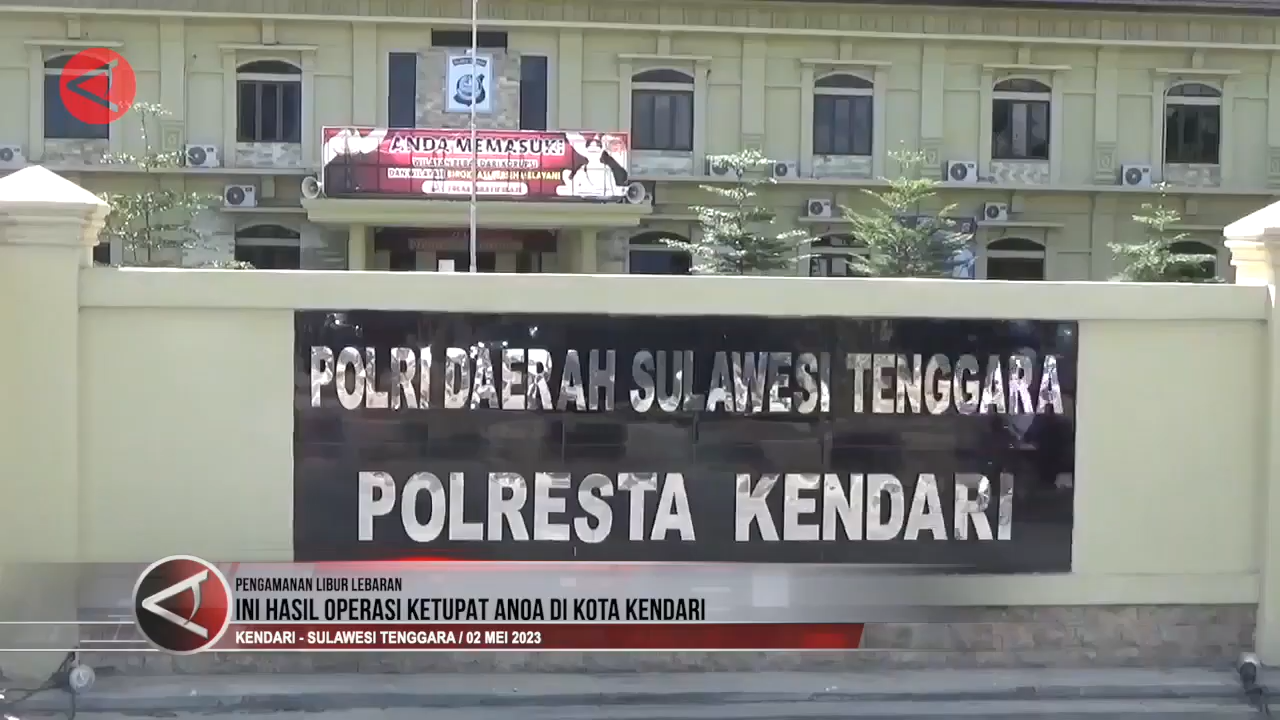 ANDA MEMASUKI
POLRI DAERAH SULAWESI TENGGARA
POLRESTA KENDARI
PENGAMANAN LIBUR LEBARAN
INI HASIL OPERASI KETUPAT ANOA DI KOTA KENDARI
KENDARI - SULAWESI TENGGARA / 02 MEI 2023